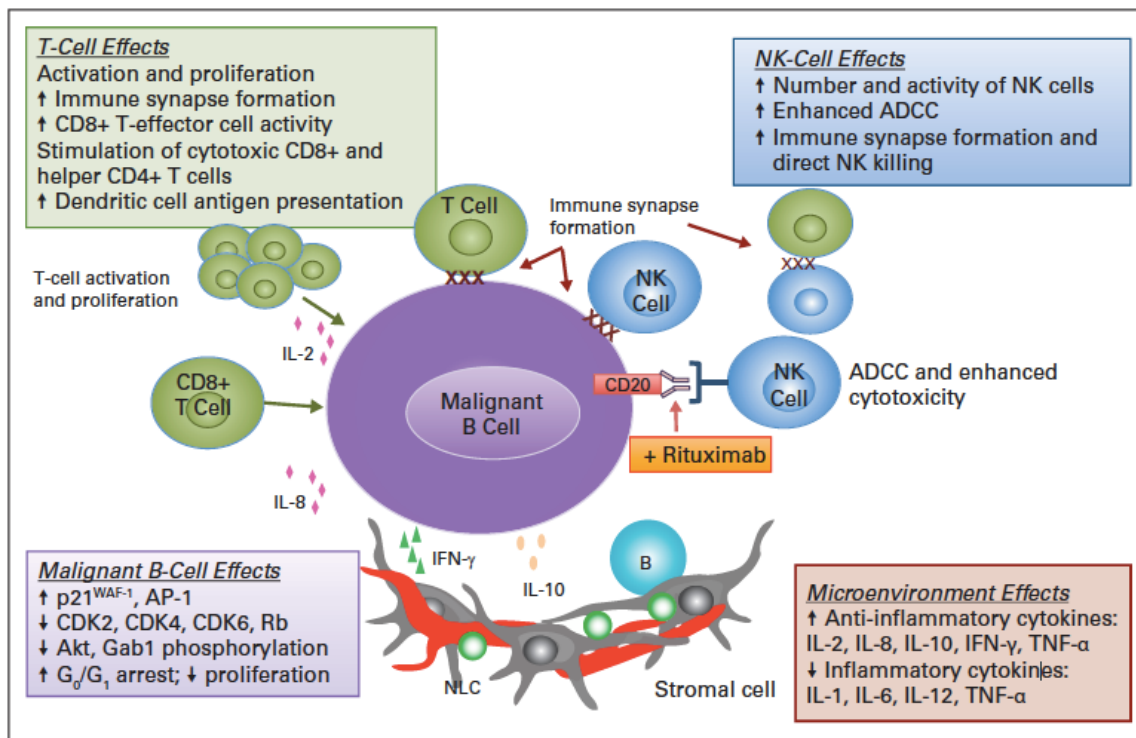 T-Cell Effects
Activation and proliferation
↑ Immune synapse formation
↑ CD8+ T-effector cell activity
Stimulation of cytotoxic CD8+ and
helper CD4+ T cells
↑ Dendritic cell antigen presentation
NK-Cell Effects
↑ Number and activity of NK cells
↑ Enhanced ADCC
↑ Immune synapse formation and
direct NK killing
T Cell
XXX
Immune synapse
formation
NK
Cell
XXX
XXX
T-cell activation
and proliferation
IL-2
CD8+
T Cell
IL-8
Malignant
B Cell
CD20
NK
Cell
ADCC and enhanced
cytotoxicity
+ Rituximab
IFN-γ
IL-10
B
NLC
Stromal cell
Malignant B-Cell Effects
↑ p21WAF-1, AP-1
↓ CDK2, CDK4, CDK6, Rb
↓ Akt, Gab1 phosphorylation
↑ G0/G1 arrest; ↓ proliferation
Microenvironment Effects
↑ Anti-inflammatory cytokines:
IL-2, IL-8, IL-10, IFN-γ, TNF-α
↓ Inflammatory cytokines:
IL-1, IL-6, IL-12, TNF-α